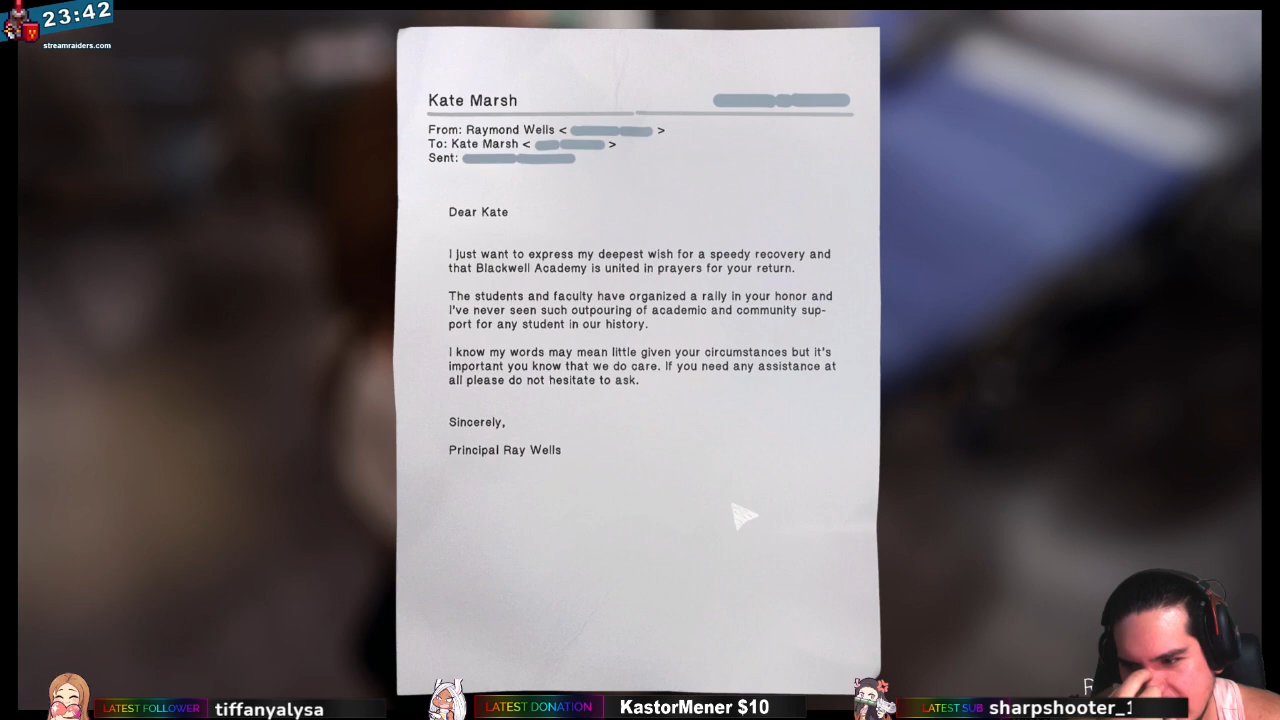 23:42
streamraiders.com
Kate Marsh
From: Raymond Wells < >
To: Kate Marsh < >
Sent:
Dear Kate
I just want to express my deepest wish for a speedy recovery and
that Blackwell Academy is united in prayers for your return.
The students and faculty have organized a rally in your honor and
I've never seen such outpouring of academic and community sup-
port for any student in our history.
I know my words may mean little given your circumstances but it's
important you know that we do care. If you need any assistance at
all please do not hesitate to ask.
Sincerely,
Principal Ray Wells
LATEST FOLLOWER tiffanyalysa
LATEST DONATION KastorMener $10
LATEST SUB sharpshooter_1